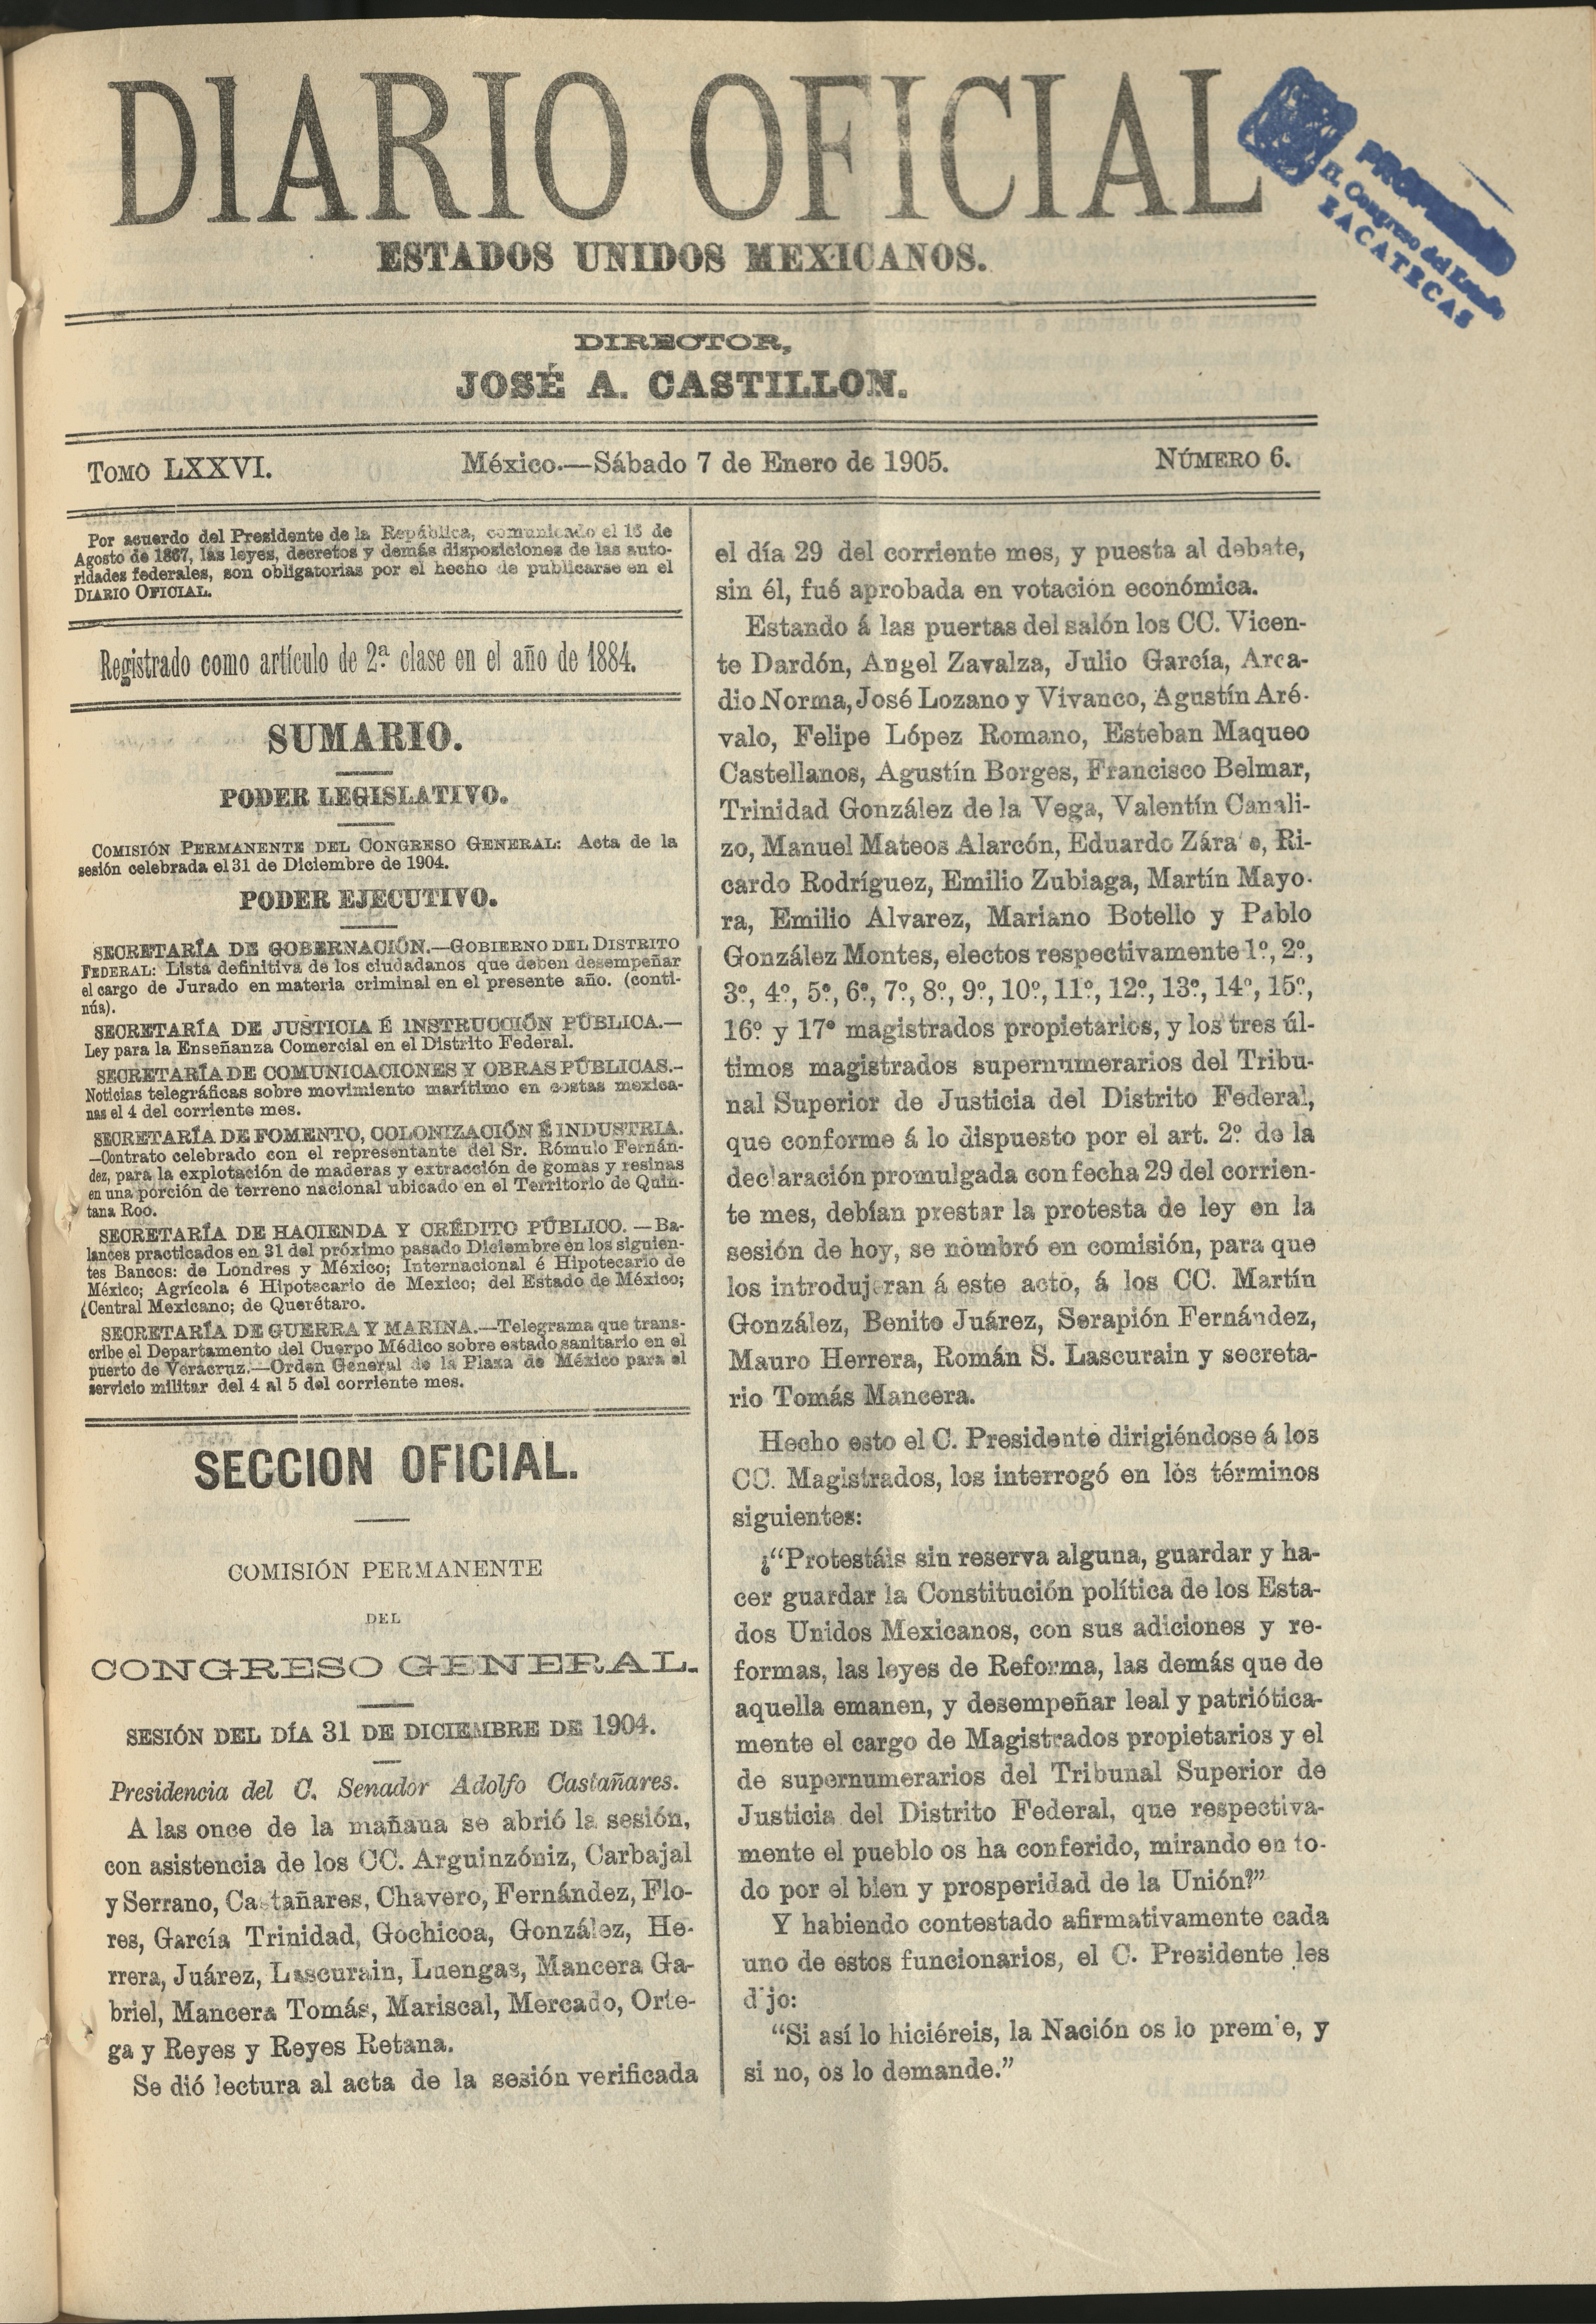 DIARIO OFICIAL
ESTADOS UNIDOS MEXICANOS.
El Congreso del Estado
ZACATECAS
DIRECTOR,
JOSÉ A. CASTILLON.
TOMO LXXVI. México.—Sábado 7 de Enero de 1905. NÚMERO 6.
Por acuerdo del Presidente de la República, comunicado el 16 de
Agosto de 1867, las leyes, decretos y demás disposiciones de las auto-
ridades federales, son obligatorias por el hecho de publicarse en el
DIARIO OFICIAL.
Registrado como artículo de 2ª clase en el año de 1884.
SUMARIO.
PODER LEGISLATIVO.
COMISIÓN PERMANENTE DEL CONGRESO GENERAL: Acta de la
sesión celebrada el 31 de Diciembre de 1904.
PODER EJECUTIVO.
SECRETARÍA DE GOBERNACIÓN.—GOBIERNO DEL DISTRITO
FEDERAL: Lista definitiva de los ciudadanos que deben desempeñar
el cargo de Jurado en materia criminal en el presente año. (conti-
núa).
SECRETARÍA DE JUSTICIA É INSTRUCCIÓN PÚBLICA.—
Ley para la Enseñanza Comercial en el Distrito Federal.
SECRETARÍA DE COMUNICACIONES Y OBRAS PÚBLICAS.-
Noticias telegráficas sobre movimiento marítimo en costas mexica-
nas el 4 del corriente mes.
SECRETARÍA DE FOMENTO, COLONIZACIÓN É INDUSTRIA.
—Contrato celebrado con el representante del Sr. Rómulo Fernán-
dez, para la explotación de maderas y extracción de gomas y resinas
en una porción de terreno nacional ubicado en el Territorio de Quin-
tana Roo.
SECRETARÍA DE HACIENDA Y CRÉDITO PÚBLICO. —Ba-
lances practicados en 31 del próximo pasado Diciembre en los siguien-
tes Bancos: de Londres y México; Internacional é Hipotecario de
México; Agrícola é Hipotecario de Mexico; del Estado de México;
Central Mexicano; de Querétaro.
SECRETARÍA DE GUERRA Y MARINA.—Telegrama que trans-
cribe el Departamento del Cuerpo Médico sobre estado sanitario en el
puerto de Veracruz.—Orden General de la Plaza de México para el
servicio militar del 4 al 5 del corriente mes.
SECCION OFICIAL.
COMISIÓN PERMANENTE
DEL
CONGRESO GENERAL.
SESIÓN DEL DÍA 31 DE DICIEMBRE DE 1904.
Presidencia del C. Senador Adolfo Castañares.
A las once de la mañana se abrió la sesión,
con asistencia de los CC. Arguinzóniz, Carbajal
y Serrano, Castañares, Chavero, Fernández, Flo-
res, García Trinidad, Gochicoa, González, He-
rrera, Juárez, Lascurain, Luengas, Mancera Ga-
briel, Mancera Tomás, Mariscal, Mercado, Orte-
ga y Reyes y Reyes Retana.
Se dió lectura al acta de la sesión verificada
el día 29 del corriente mes, y puesta al debate,
sin él, fué aprobada en votación económica.
Estando á las puertas del salón los CC. Vicen-
te Dardón, Angel Zavalza, Julio García, Arca-
dio Norma, José Lozano y Vivanco, Agustín Aré-
valo, Felipe López Romano, Esteban Maqueo
Castellanos, Agustín Borges, Francisco Belmar,
Trinidad González de la Vega, Valentín Canali-
zo, Manuel Mateos Alarcón, Eduardo Zárate, Ri-
cardo Rodríguez, Emilio Zubiaga, Martín Mayo-
ra, Emilio Alvarez, Mariano Botello y Pablo
González Montes, electos respectivamente 1º, 2º,
3º, 4º, 5º, 6º, 7º, 8º, 9º, 10º, 11º, 12º, 13º, 14º, 15º,
16º y 17º magistrados propietarios, y los tres úl-
timos magistrados supernumerarios del Tribu-
nal Superior de Justicia del Distrito Federal,
que conforme á lo dispuesto por el art. 2º de la
declaración promulgada con fecha 29 del corrien-
te mes, debían prestar la protesta de ley en la
sesión de hoy, se nombró en comisión, para que
los introdujeran á este acto, á los CC. Martín
González, Benito Juárez, Serapión Fernández,
Mauro Herrera, Román S. Lascurain y secreta-
rio Tomás Mancera.
Hecho esto el C. Presidente dirigiéndose á los
CC. Magistrados, los interrogó en los términos
siguientes:
¿“Protestáis sin reserva alguna, guardar y ha-
cer guardar la Constitución política de los Esta-
dos Unidos Mexicanos, con sus adiciones y re-
formas, las leyes de Reforma, las demás que de
aquella emanen, y desempeñar leal y patriótica-
mente el cargo de Magistrados propietarios y el
de supernumerarios del Tribunal Superior de
Justicia del Distrito Federal, que respectiva-
mente el pueblo os ha conferido, mirando en to-
do por el bien y prosperidad de la Unión?”
Y habiendo contestado afirmativamente cada
uno de estos funcionarios, el C. Presidente les
dijo:
“Si así lo hiciéreis, la Nación os lo premie, y
si no, os lo demande.”